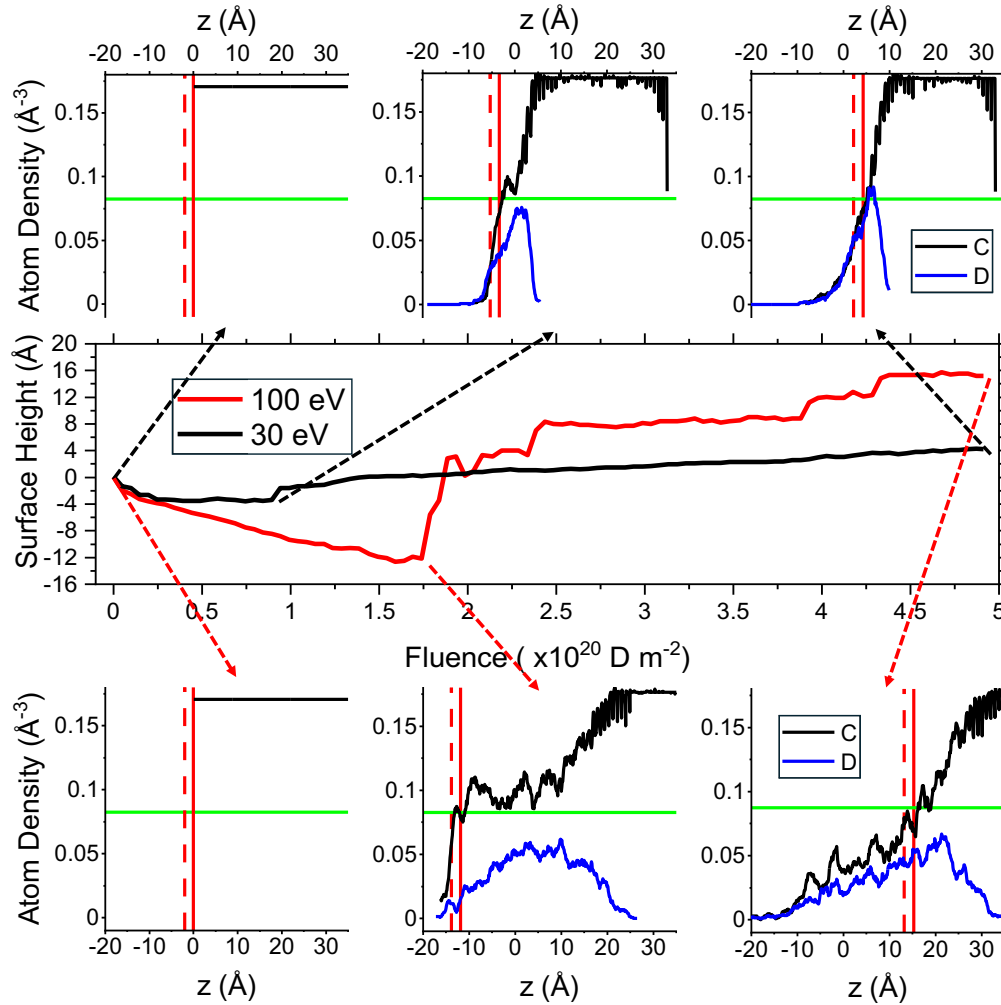 z (Å) z (Å) z (Å)
-20 -10 0 10 20 30 -20 -10 0 10 20 30 -20 -10 0 10 20 30
Atom Density (Å-3)
0.15 0.15 0.15
0.1 0.1 0.1
0.05 0.05 0.05
0 0 0
C
D
Surface Height (Å)
20
16
12
8
4
0
-4
-8
-12
-16
100 eV
30 eV
0 0.5 1 1.5 2 2.5 3 3.5 4 4.5 5
Fluence ( x10^20 D m^-2)
Atom Density (Å-3)
0.15 0.15 0.15
0.1 0.1 0.1
0.05 0.05 0.05
0 0 0
C
D
-20 -10 0 10 20 30 -20 -10 0 10 20 30 -20 -10 0 10 20 30
z (Å) z (Å) z (Å)